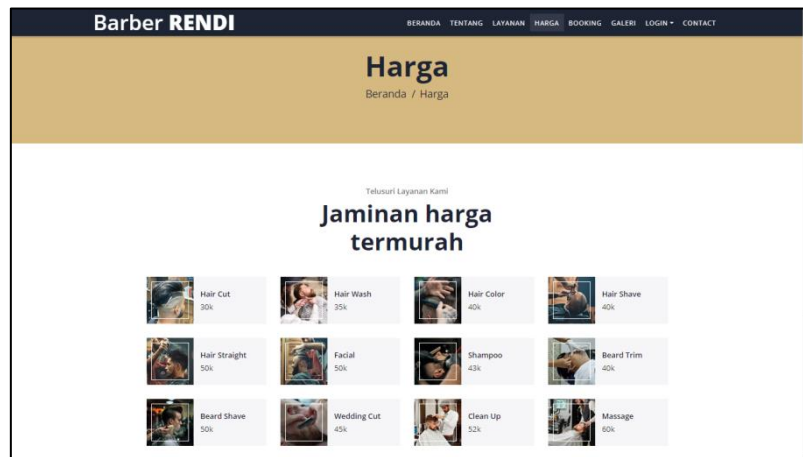 Barber RENDI
BERANDA TENTANG LAYANAN HARGA BOOKING GALERI LOGIN CONTACT
Harga
Beranda / Harga
Telusuri Layanan Kami
Jaminan harga
termurah
Hair Cut
30k
Hair Wash
35k
Hair Color
40k
Hair Shave
40k
Hair Straight
50k
Facial
50k
Shampoo
43k
Beard Trim
40k
Beard Shave
50k
Wedding Cut
45k
Clean Up
52k
Massage
60k